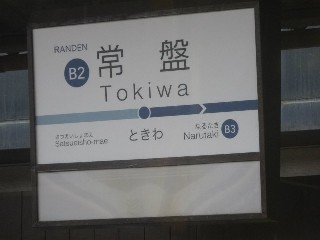 RANDEN
B2 常盤
Tokiwa
ときわ
Satsueisho-mae
なるたき
Narutaki B3